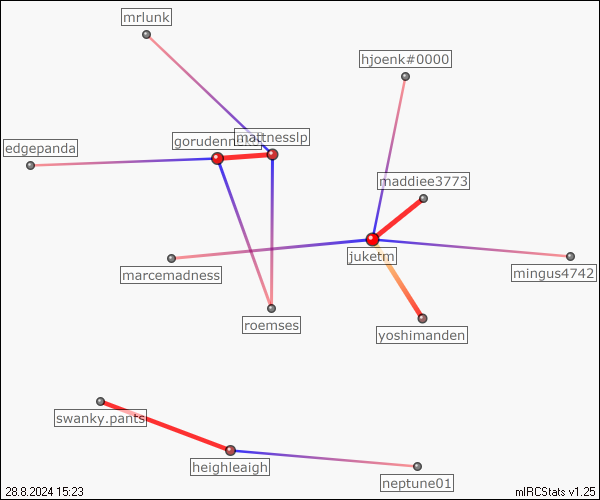 mrlunk
hjoenk#0000
mattnesslp
edgepanda
maddiee3773
juketm
marcemadness
mingus4742
roemses
yoshimanden
swanky.pants
heighleaigh
neptune01
28.8.2024 15:23
mIRCStats v1.25